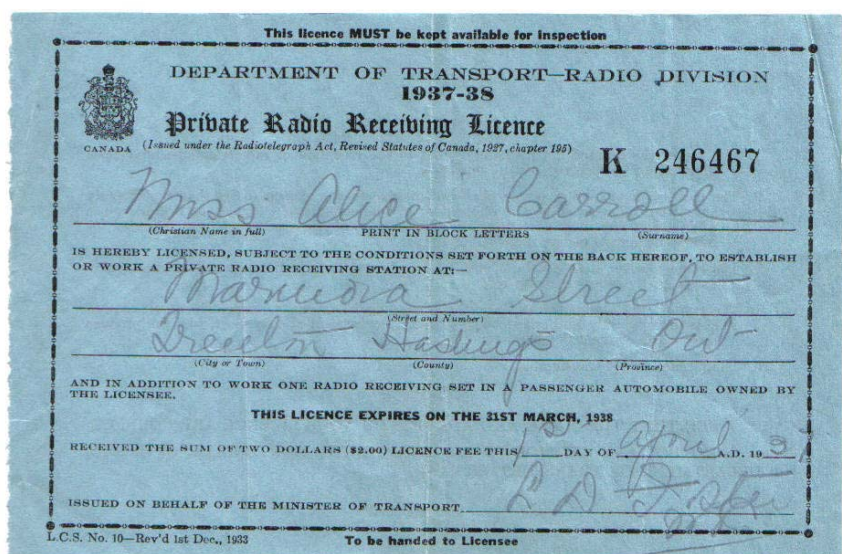 This licence MUST be kept available for inspection
DEPARTMENT OF TRANSPORT—RADIO DIVISION
1937-38
Private Radio Receiving Licence
CANADA
(Issued under the Radiotelegraph Act, Revised Statutes of Canada, 1927, chapter 195)
K 246467
Miss Alice Carroll
(Christian Name in full) PRINT IN BLOCK LETTERS (Surname)
IS HEREBY LICENSED, SUBJECT TO THE CONDITIONS SET FORTH ON THE BACK HEREOF, TO ESTABLISH
OR WORK A PRIVATE RADIO RECEIVING STATION AT:—
Street
(Street and Number)
Trenton Hastings Ont
(City or Town) (County) (Province)
AND IN ADDITION TO WORK ONE RADIO RECEIVING SET IN A PASSENGER AUTOMOBILE OWNED BY
THE LICENSEE.
THIS LICENCE EXPIRES ON THE 31ST MARCH, 1938
RECEIVED THE SUM OF TWO DOLLARS ($2.00) LICENCE FEE THIS 1st DAY OF April A.D. 1937
ISSUED ON BEHALF OF THE MINISTER OF TRANSPORT L D
L.C.S. No. 10—Rev'd 1st Dec., 1933
To be handed to Licensee